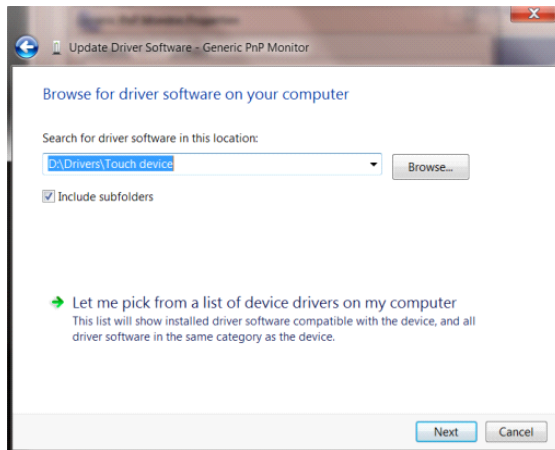 Update Driver Software - Generic PnP Monitor
Browse for driver software on your computer
Search for driver software in this location:
D:\Drivers\Touch device
Browse...
Include subfolders
Let me pick from a list of device drivers on my computer
This list will show installed driver software compatible with the device, and all
driver software in the same category as the device.
Next
Cancel